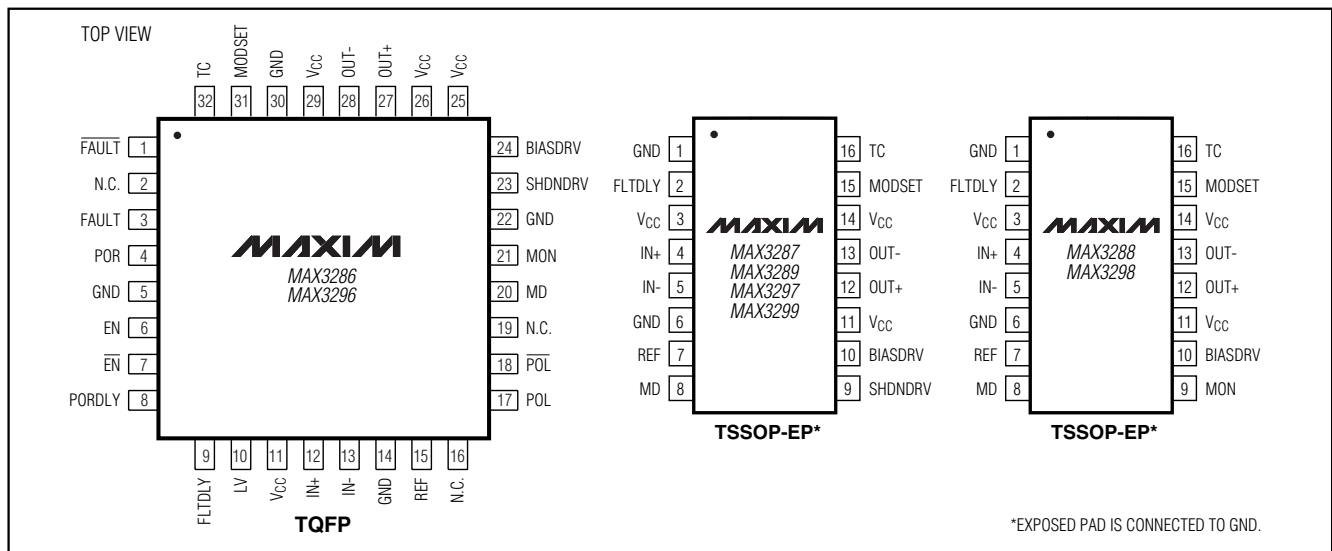 TOP VIEW
TC
MODSET
GND
VCC
OUT-
OUT+
VCC
VCC
32 31 30 29 28 27 26 25
FAULT 1
N.C. 2
FAULT 3
POR 4
GND 5
EN 6
EN 7
PORDLY 8
MAXIM
MAX3286
MAX3296
24 BIASDRV
23 SHDNDRV
22 GND
21 MON
20 MD
19 N.C.
18 POL
17 POL
9 10 11 12 13 14 15 16
FLTDLY
LV
VCC
IN+
IN-
GND
REF
N.C.
TQFP
GND 1
FLTDLY 2
VCC 3
IN+ 4
IN- 5
GND 6
REF 7
MD 8
MAXIM
MAX3287
MAX3289
MAX3297
MAX3299
16 TC
15 MODSET
14 VCC
13 OUT-
12 OUT+
11 VCC
10 BIASDRV
9 SHDNDRV
TSSOP-EP*
GND 1
FLTDLY 2
VCC 3
IN+ 4
IN- 5
GND 6
REF 7
MD 8
MAXIM
MAX3288
MAX3298
16 TC
15 MODSET
14 VCC
13 OUT-
12 OUT+
11 VCC
10 BIASDRV
9 MON
TSSOP-EP*
*EXPOSED PAD IS CONNECTED TO GND.